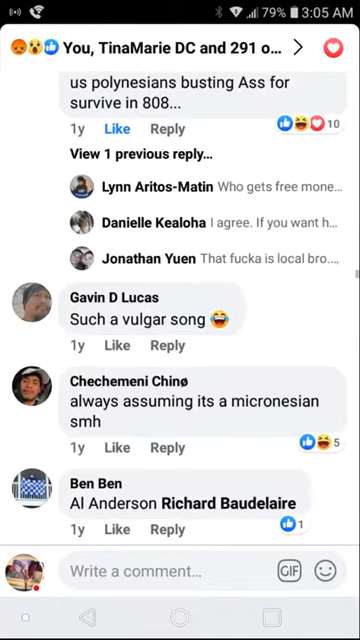 79% 3:05 AM
You, TinaMarie DC and 291 o...
us polynesians busting Ass for
survive in 808...
1y Like Reply 10
View 1 previous reply...
Lynn Aritos-Matin Who gets free mone...
Danielle Kealoha I agree. If you want h...
Jonathan Yuen That fucka is local bro....
Gavin D Lucas
Such a vulgar song 😂
1y Like Reply
Chechemeni Chinø
always assuming its a micronesian
smh
1y Like Reply 5
Ben Ben
Al Anderson Richard Baudelaire
1y Like Reply 1
Write a comment...
GIF